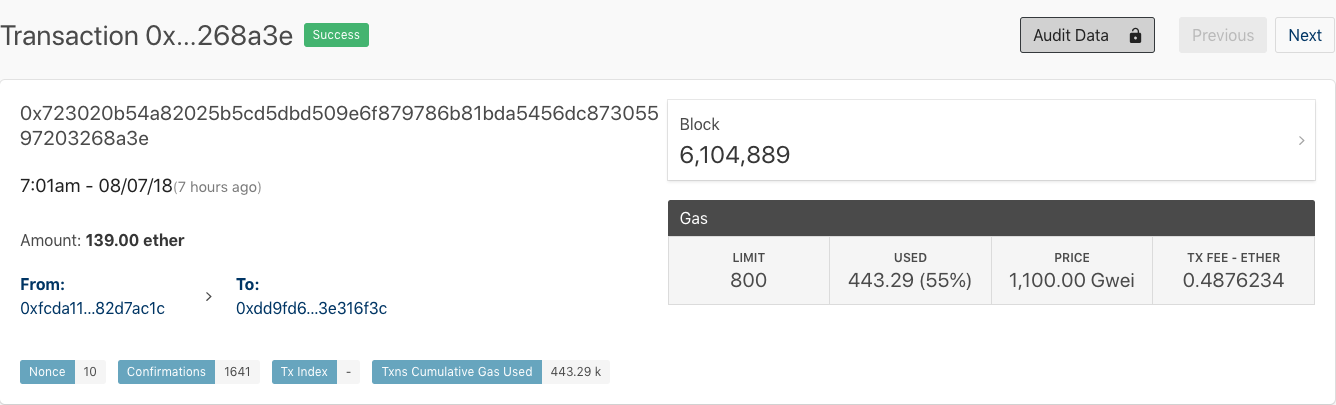 Transaction 0x...268a3e Success Audit Data Previous Next
0x723020b54a82025b5cd5dbd509e6f879786b81bda5456dc873055
97203268a3e
7:01am - 08/07/18(7 hours ago)
Amount: 139.00 ether
From: To:
0xfcda11...82d7ac1c > 0xdd9fd6...3e316f3c
Nonce 10 Confirmations 1641 Tx Index - Txns Cumulative Gas Used 443.29 k
Block
6,104,889
Gas
LIMIT USED PRICE TX FEE - ETHER
800 443.29 (55%) 1,100.00 Gwei 0.4876234